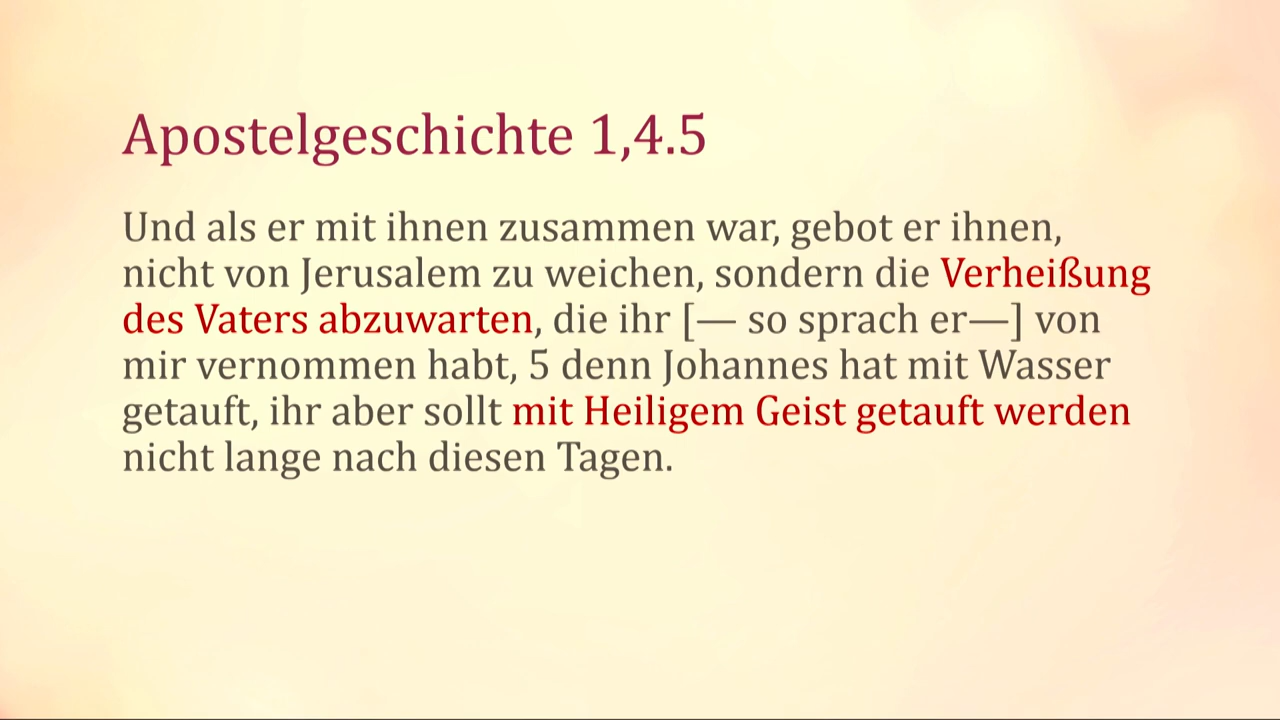 Apostelgeschichte 1,4.5
Und als er mit ihnen zusammen war, gebot er ihnen,
nicht von Jerusalem zu weichen, sondern die Verheißung
des Vaters abzuwarten, die ihr [— so sprach er—] von
mir vernommen habt, 5 denn Johannes hat mit Wasser
getauft, ihr aber sollt mit Heiligem Geist getauft werden
nicht lange nach diesen Tagen.